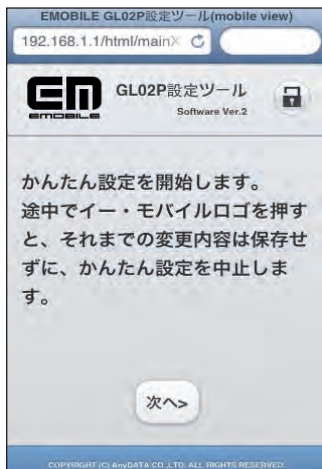 EMOBILE GL02P設定ツール(mobile view)
192.168.1.1/html/mainX
EM
EMOBILE
GL02P設定ツール
Software Ver.2
かんたん設定を開始します。
途中でイー・モバイルロゴを押す
と、それまでの変更内容は保存せ
ずに、かんたん設定を中止しま
す。
次へ>
COPYRIGHT (C) AnyDATA CO.,LTD. ALL RIGHTS RESERVED.